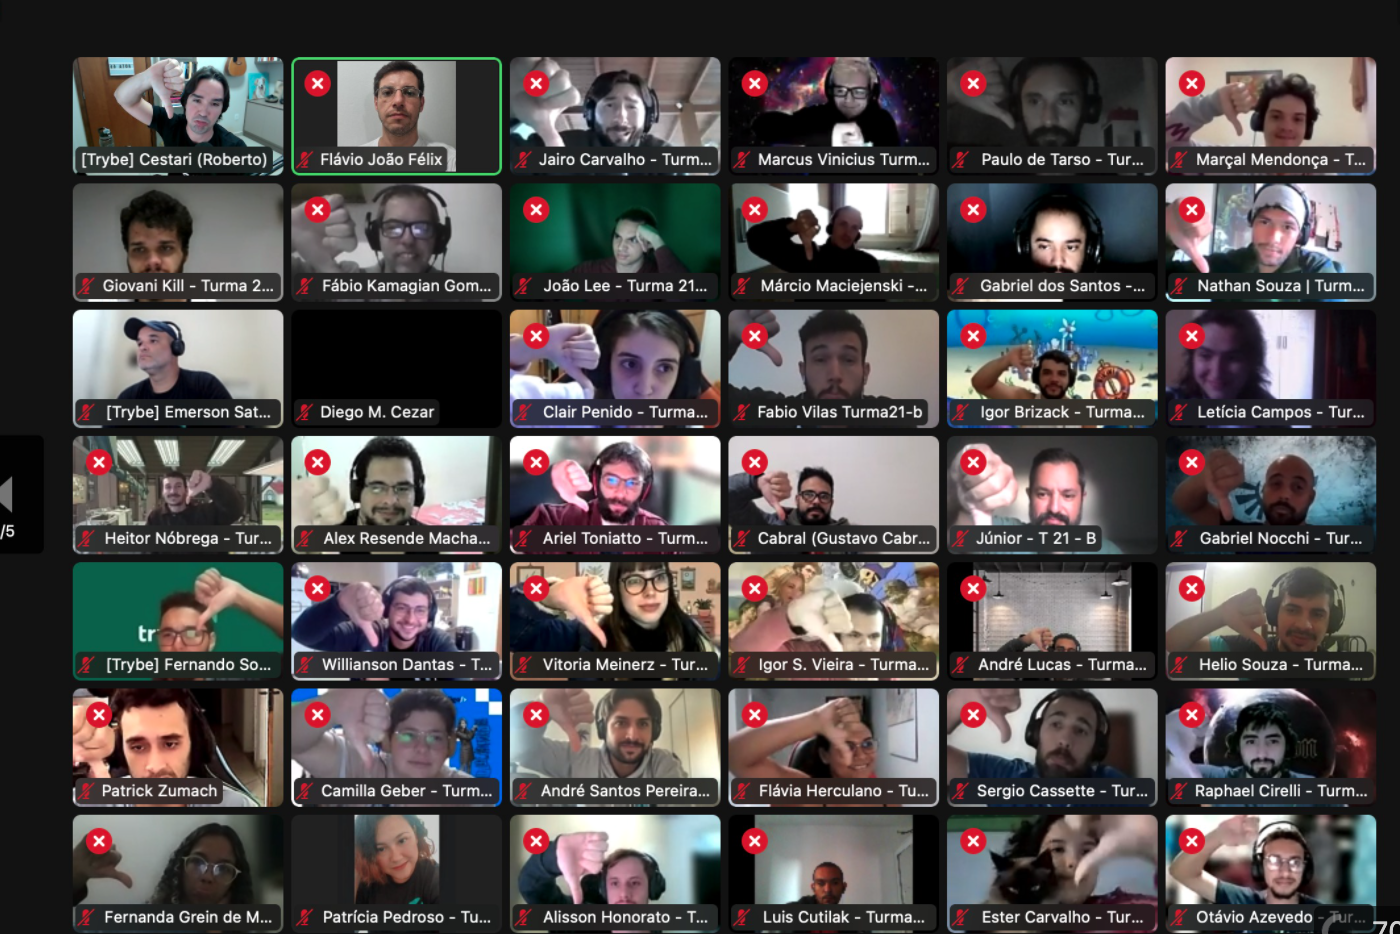 [Trybe] Cestari (Roberto)
Flávio João Félix
Jairo Carvalho - Turm...
Marcus Vinicius Turm...
Paulo de Tarso - Tur...
Marçal Mendonça - T...
Giovani Kill - Turma 2...
Fábio Kamagian Gom...
João Lee - Turma 21...
Márcio Maciejenski -...
Gabriel dos Santos -...
Nathan Souza | Turm...
[Trybe] Emerson Sat...
Diego M. Cezar
Clair Penido - Turma...
Fabio Vilas Turma21-b
Igor Brizack - Turma...
Letícia Campos - Tur...
/5
Heitor Nóbrega - Tur...
Alex Resende Macha...
Ariel Toniatto - Turm...
Cabral (Gustavo Cabr...
Júnior - T 21 - B
Gabriel Nocchi - Tur...
tr
[Trybe] Fernando So...
Willianson Dantas - T...
Vitoria Meinerz - Tur...
Igor S. Vieira - Turma...
André Lucas - Turma...
Helio Souza - Turma...
Patrick Zumach
Camilla Geber - Turm...
André Santos Pereira...
Flávia Herculano - Tu...
Sergio Cassette - Tur...
Raphael Cirelli - Turm...
Fernanda Grein de M...
Patrícia Pedroso - Tu...
Alisson Honorato - T...
Luis Cutilak - Turma...
Ester Carvalho - Tur...
Otávio Azevedo - Tur...